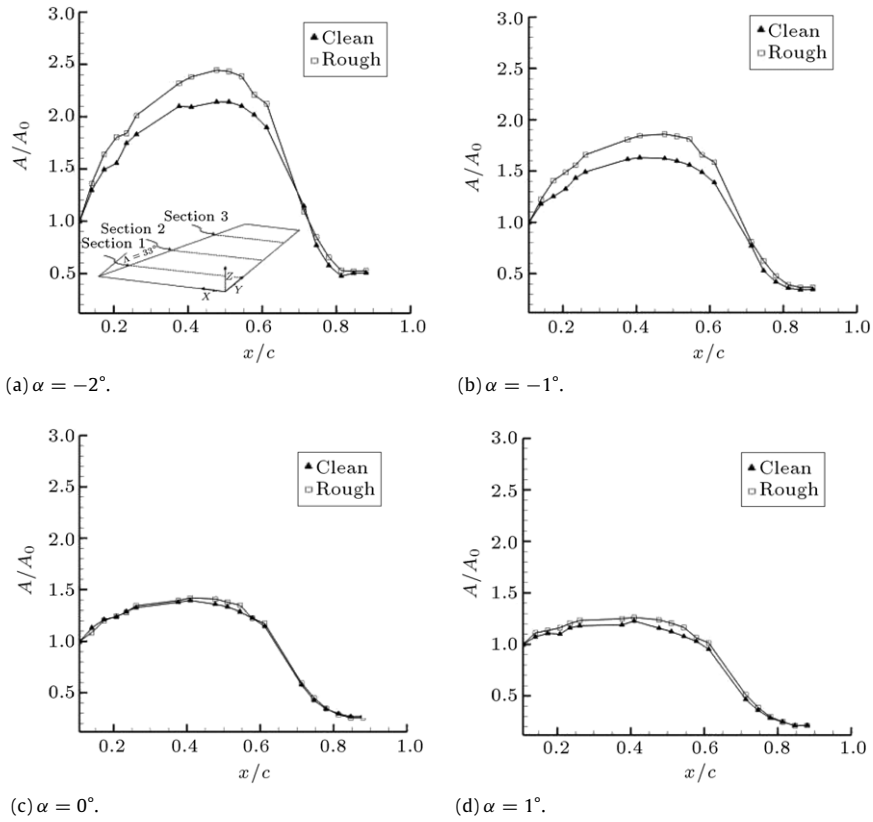 3.0
2.5
2.0
1.5
1.0
0.5
A/A0
Clean
Rough
Section 3
Section 2
Section 1
Λ = 33°
Z
X
Y
0.2 0.4 0.6 0.8 1.0
x/c
(a) α = −2°.
3.0
2.5
2.0
1.5
1.0
0.5
A/A0
Clean
Rough
0.2 0.4 0.6 0.8 1.0
x/c
(b) α = −1°.
3.0
2.5
2.0
1.5
1.0
0.5
A/A0
Clean
Rough
0.2 0.4 0.6 0.8 1.0
x/c
(c) α = 0°.
3.0
2.5
2.0
1.5
1.0
0.5
A/A0
Clean
Rough
0.2 0.4 0.6 0.8 1.0
x/c
(d) α = 1°.